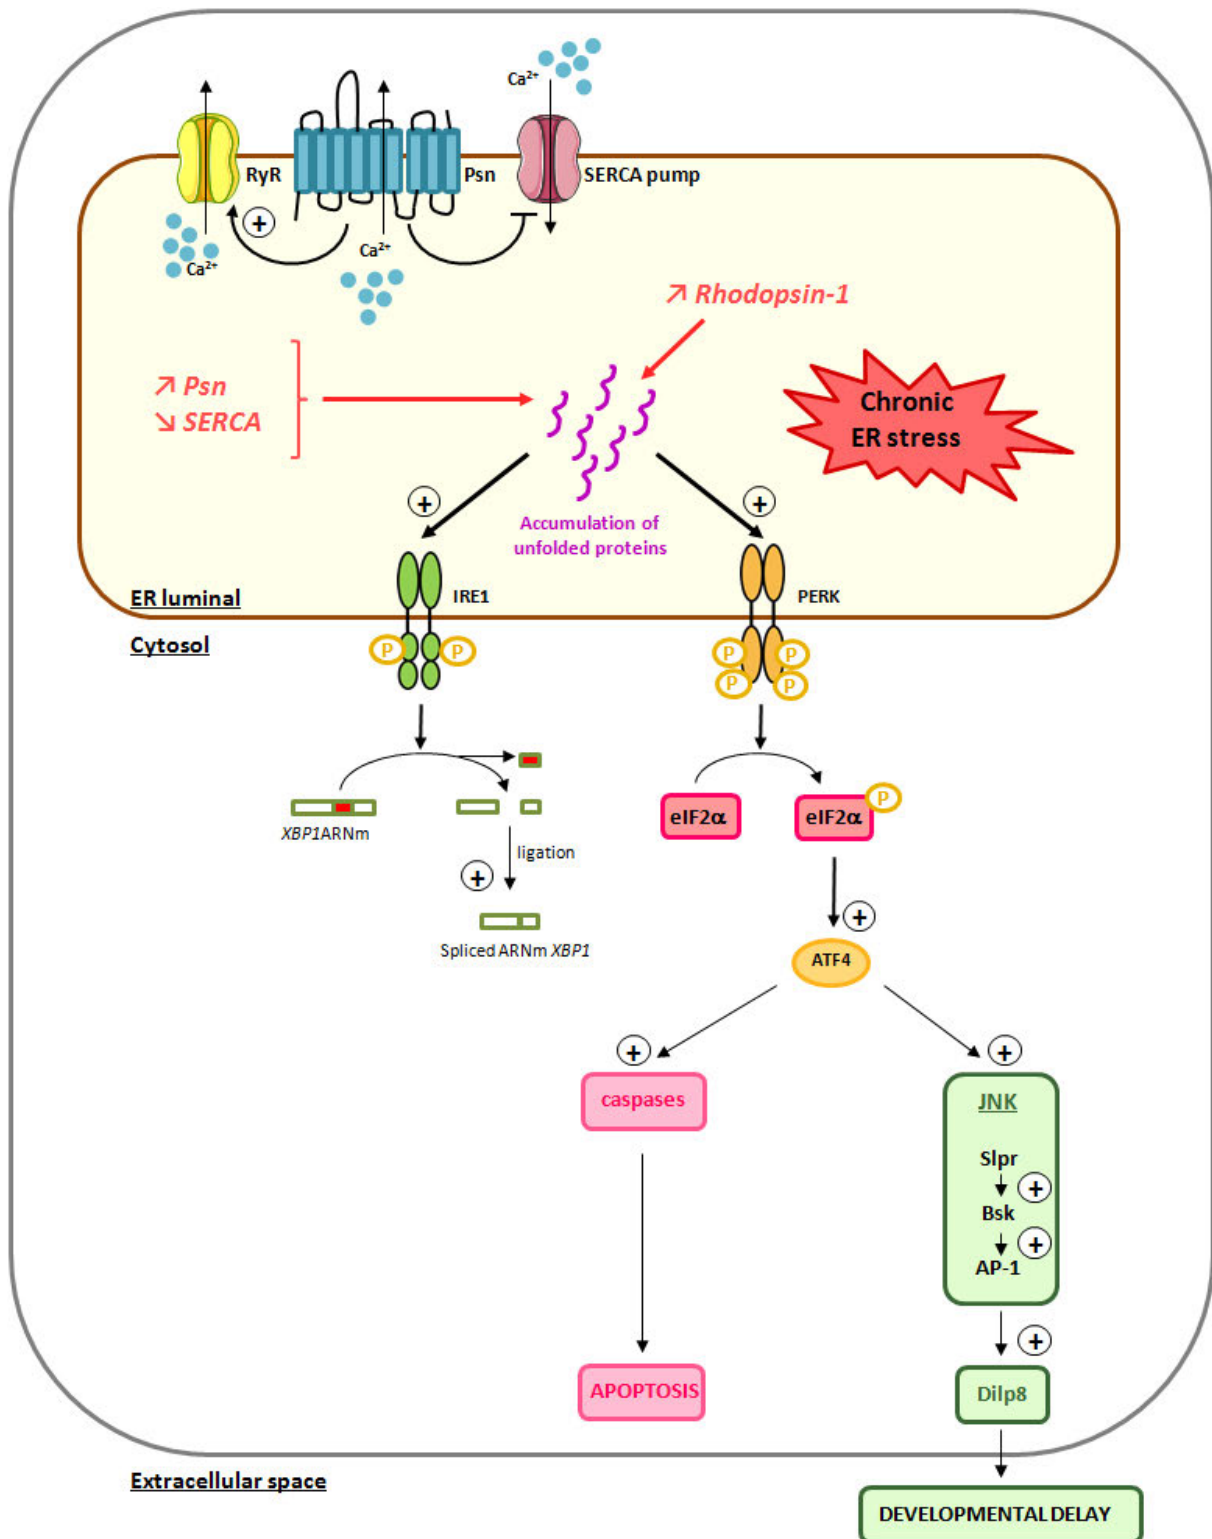 Ca²⁺
RyR
Psn
SERCA pump
+
Ca²⁺
Ca²⁺
↗ Rhodopsin-1
↗ Psn
↘ SERCA
Chronic
ER stress
+
+
Accumulation of
unfolded proteins
ER luminal
IRE1
PERK
Cytosol
P
P
P
P
P
P
XBP1ARNm
ligation
+
Spliced ARNm XBP1
eIF2α
eIF2α
P
+
ATF4
+
+
caspases
JNK
Slpr
+
Bsk
+
AP-1
+
APOPTOSIS
Dilp8
Extracellular space
DEVELOPMENTAL DELAY